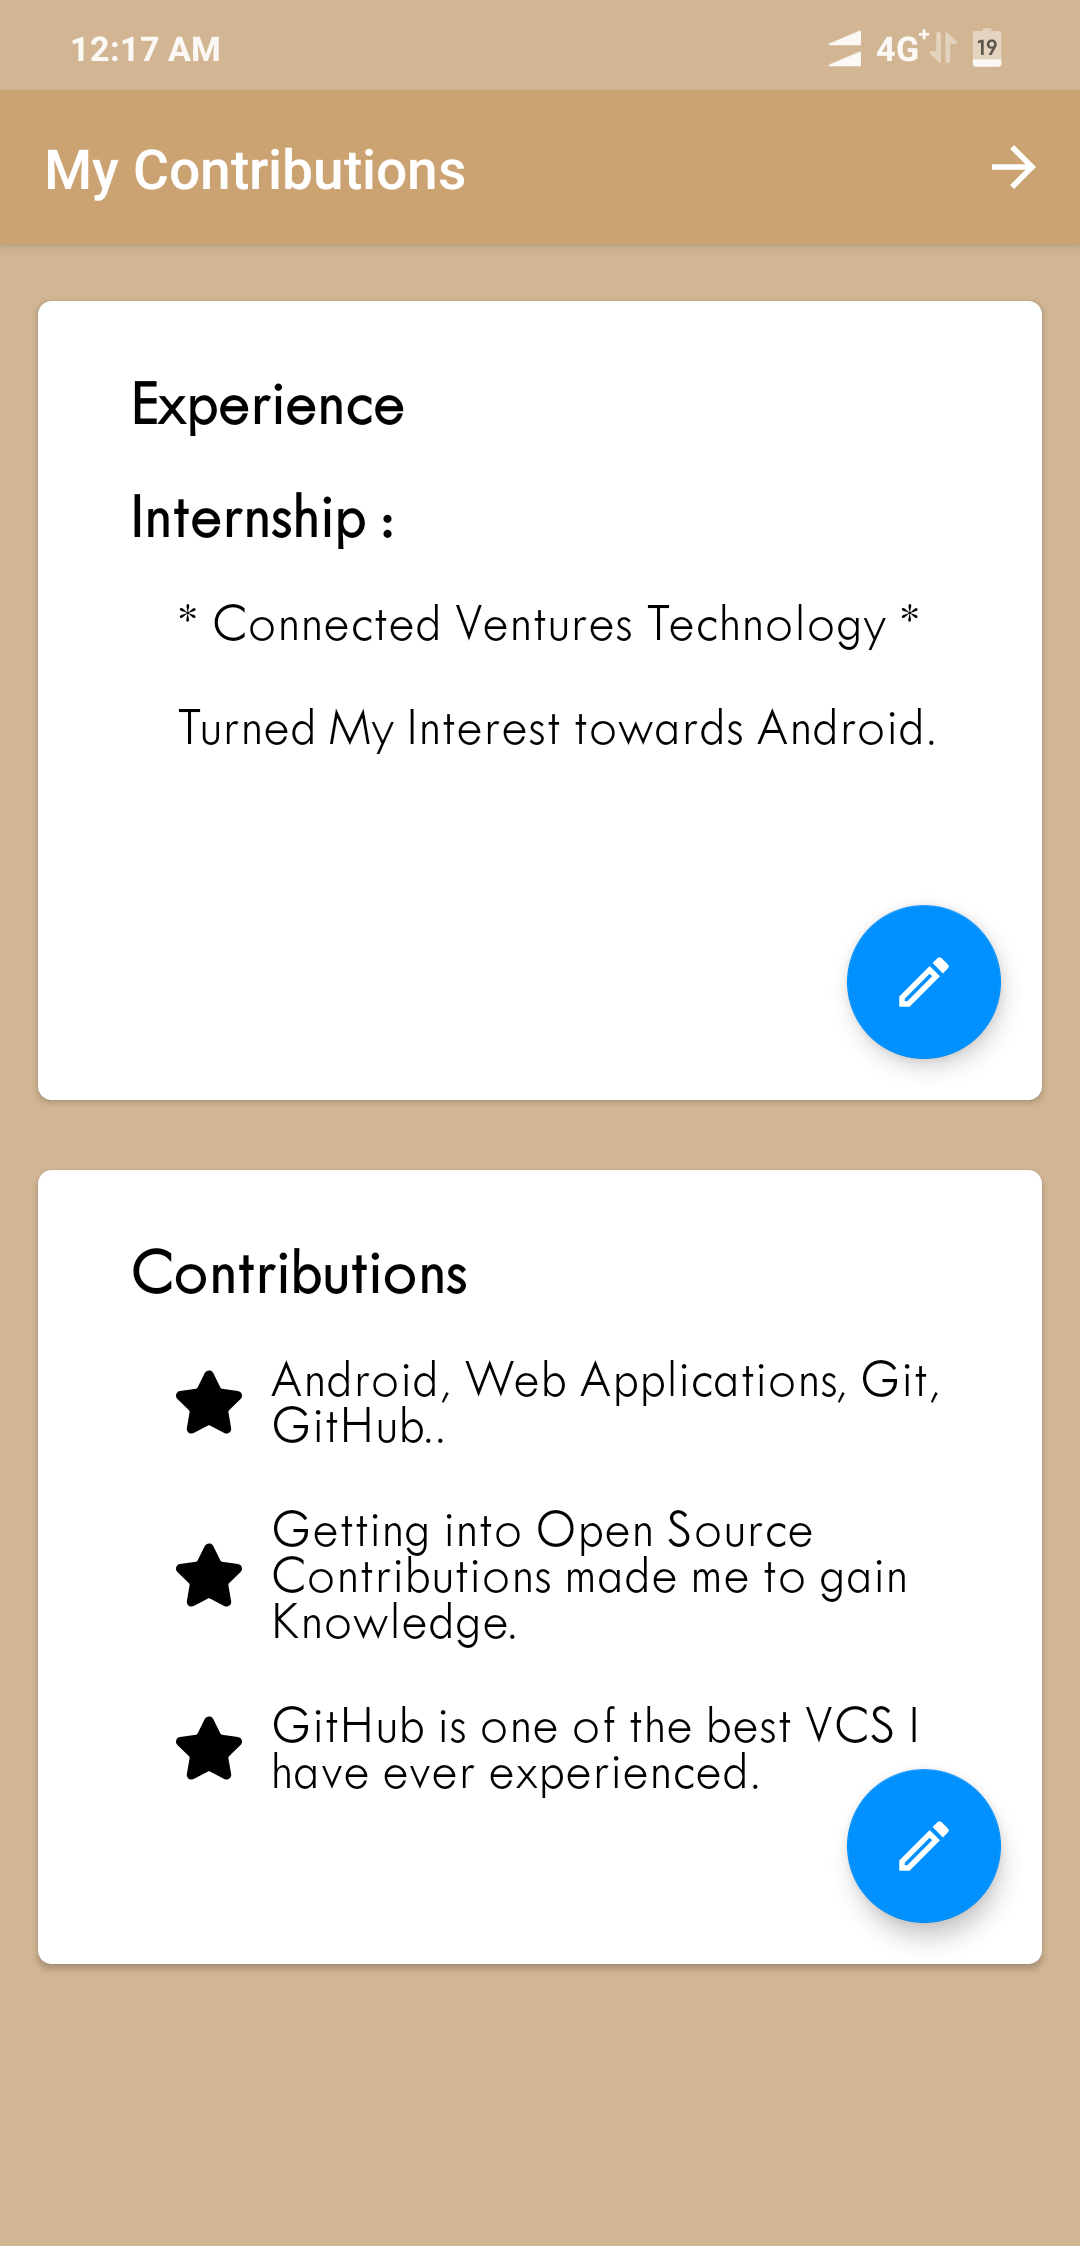 12:17 AM 4G+ 19
My Contributions
Experience
Internship :
* Connected Ventures Technology *
Turned My Interest towards Android.
Contributions
Android, Web Applications, Git,
GitHub..
Getting into Open Source
Contributions made me to gain
Knowledge.
GitHub is one of the best VCS I
have ever experienced.